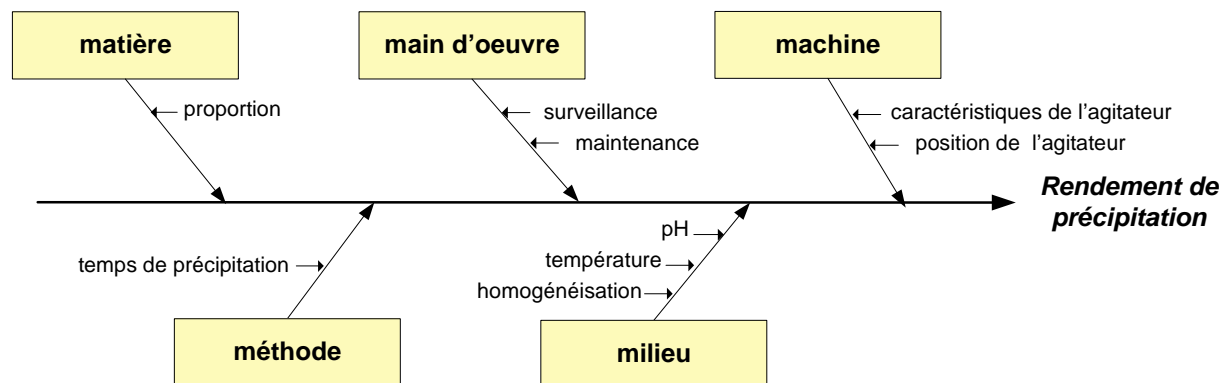 matière
main d'oeuvre
machine
proportion
surveillance
maintenance
caractéristiques de l'agitateur
position de l'agitateur
Rendement de
précipitation
temps de précipitation
pH
température
homogénéisation
méthode
milieu